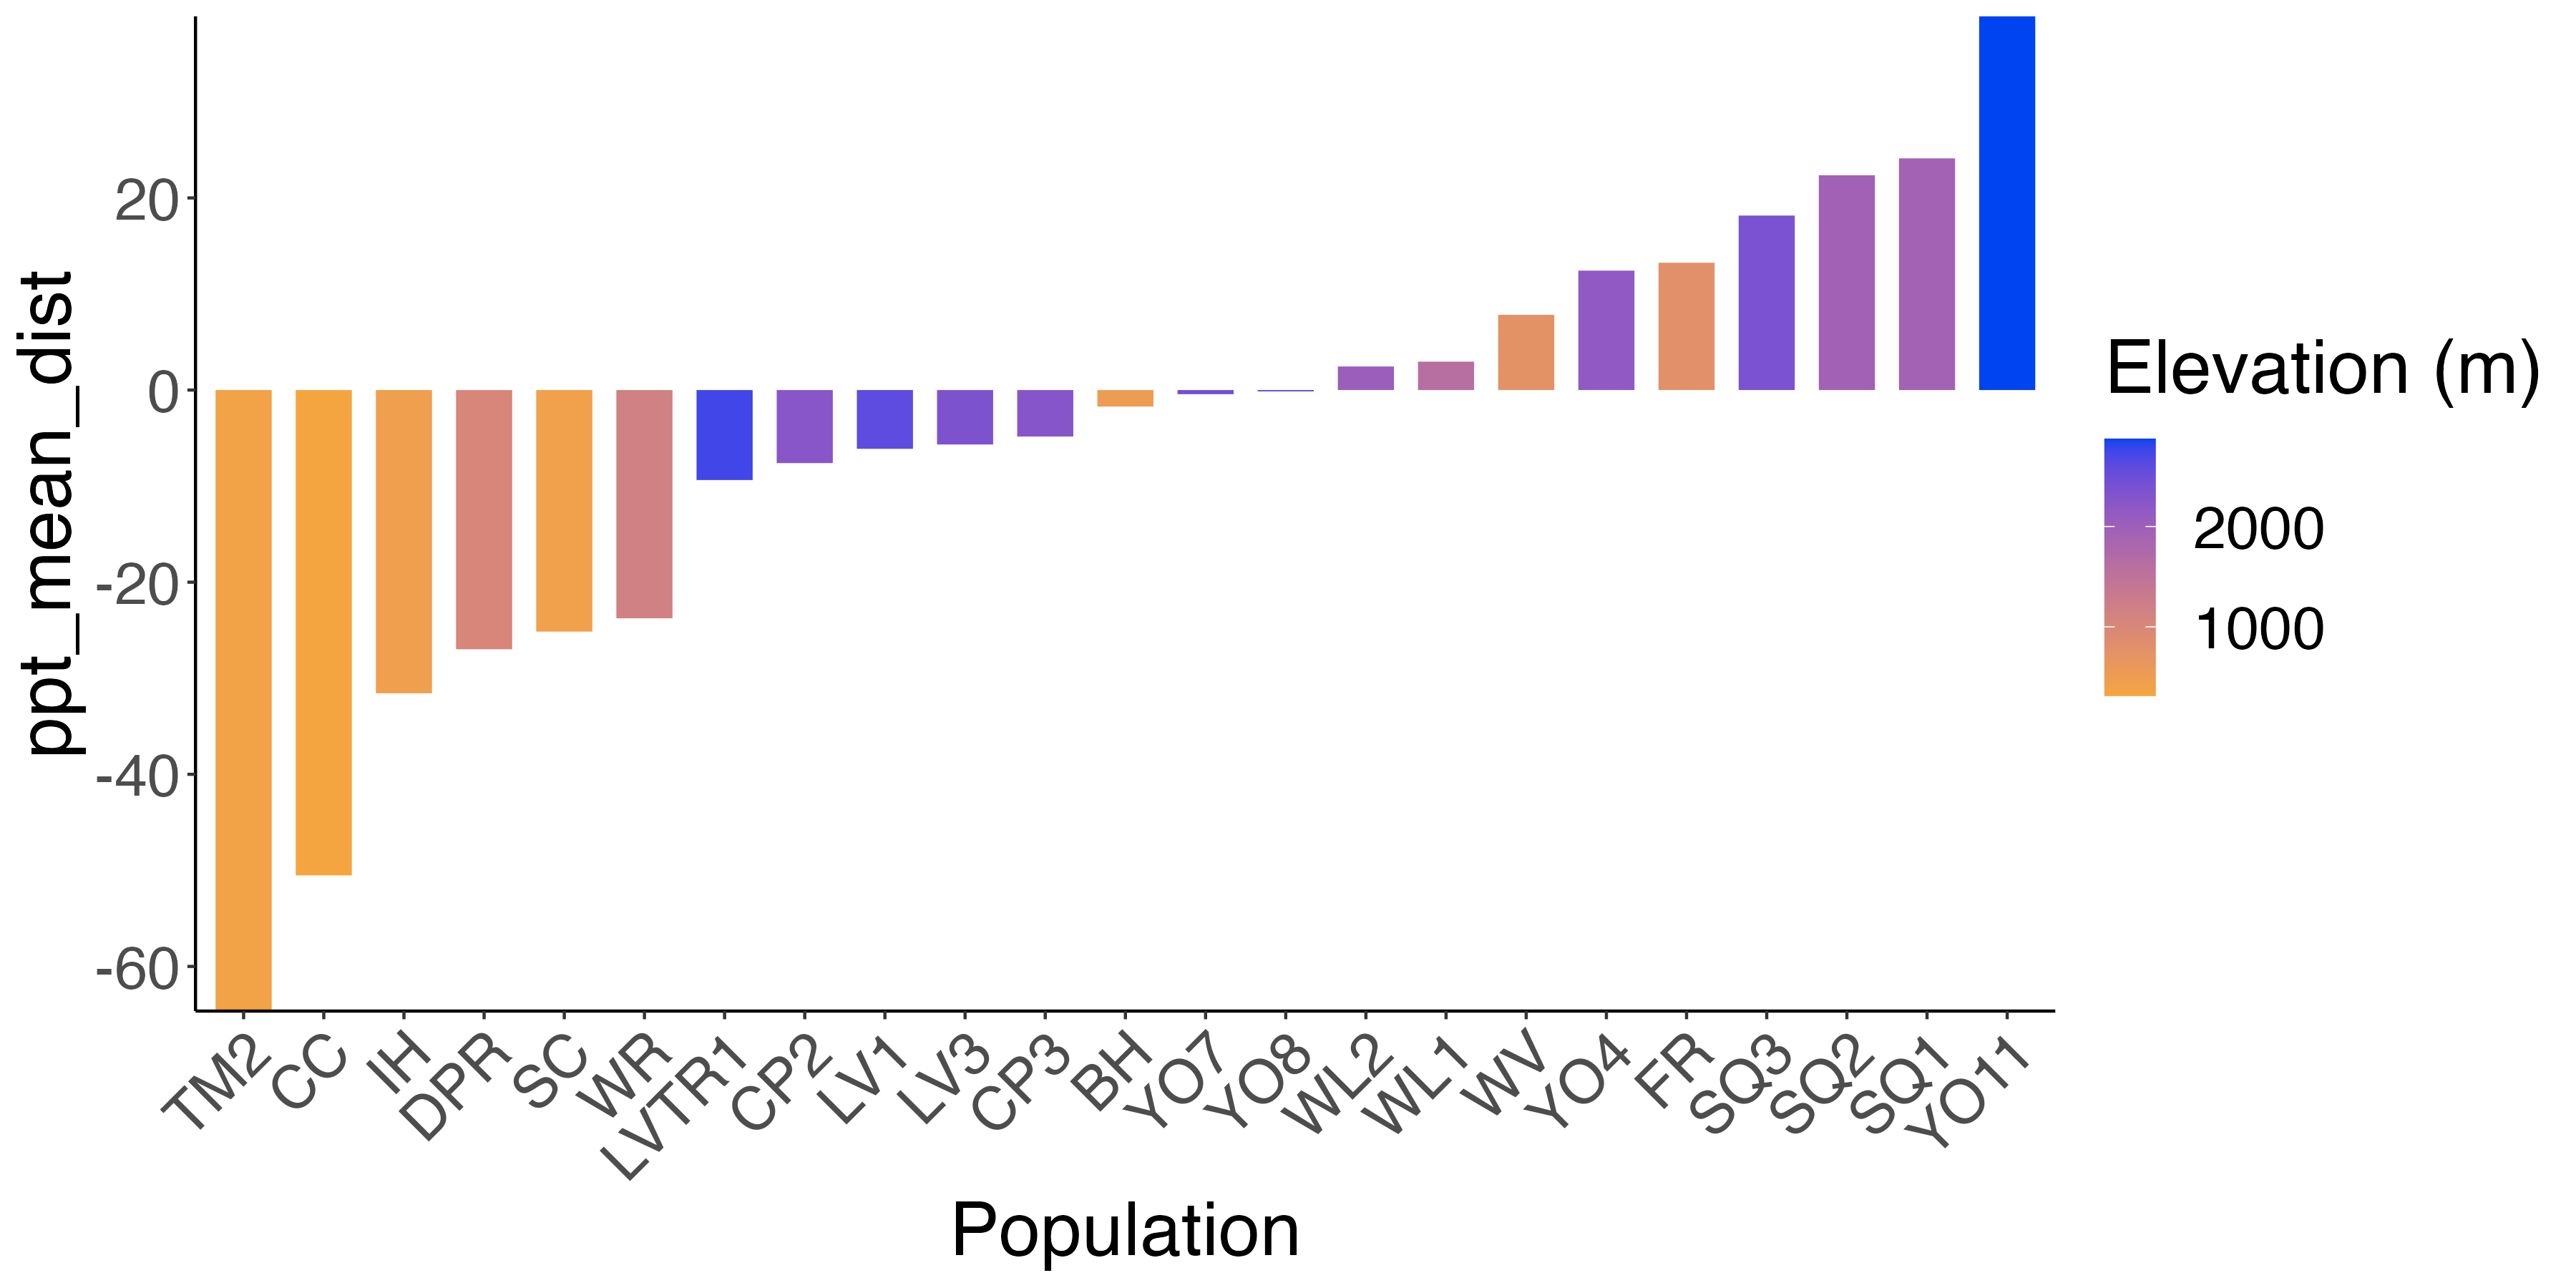 ppt_mean_dist
20
0
-20
-40
-60
TM2
CC
IH
DPR
SC
WR
LVTR1
CP2
LV1
LV3
CP3
BH
YO7
YO8
WL2
WL1
WV
YO4
FR
SQ3
SQ2
SQ1
YO11
Population
Elevation (m)
2000
1000